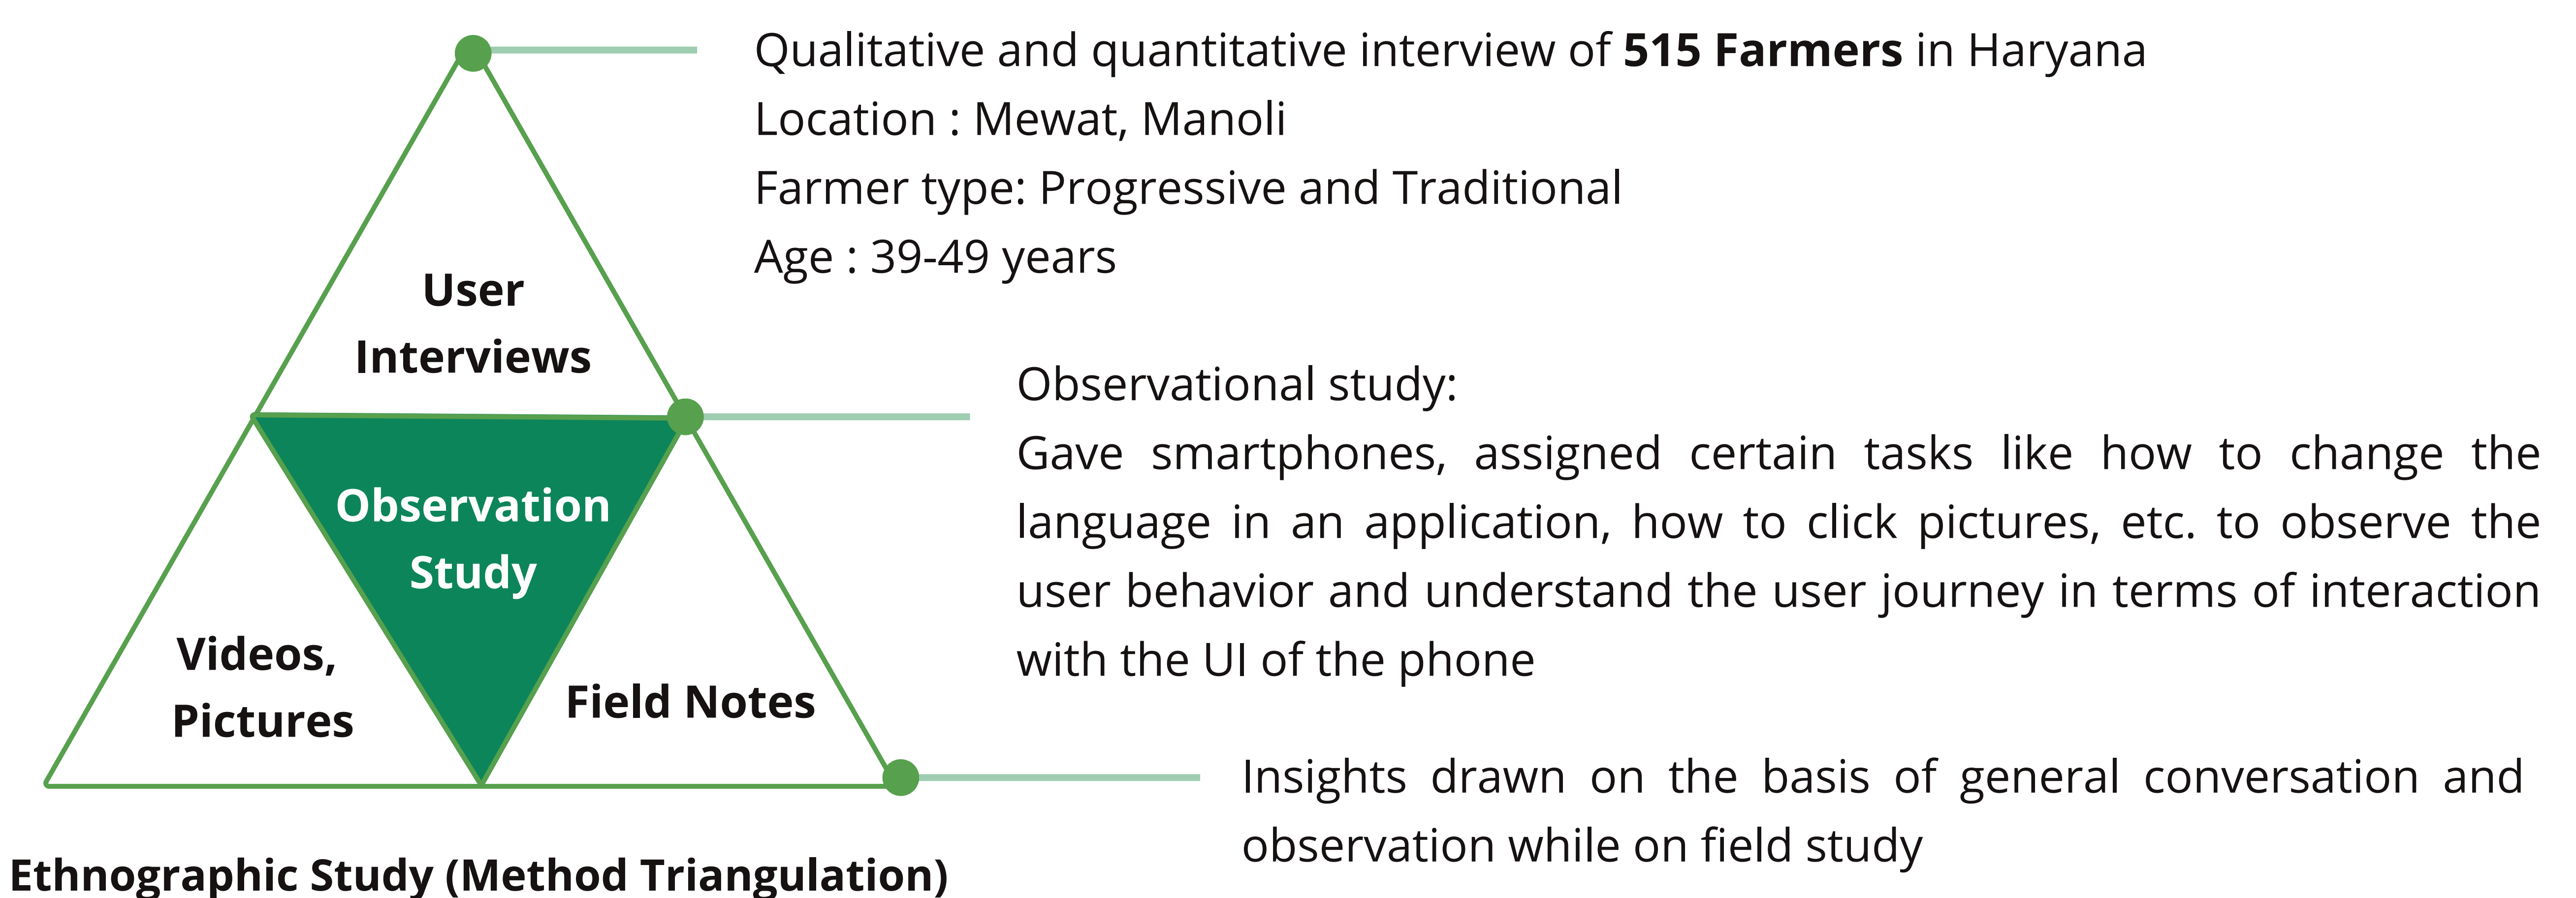 Qualitative and quantitative interview of 515 Farmers in Haryana
Location : Mewat, Manoli
Farmer type: Progressive and Traditional
Age : 39-49 years
User
Interviews
Observational study:
Gave smartphones, assigned certain tasks like how to change the
language in an application, how to click pictures, etc. to observe the
user behavior and understand the user journey in terms of interaction
with the UI of the phone
Observation
Study
Videos,
Pictures
Field Notes
Insights drawn on the basis of general conversation and
observation while on field study
Ethnographic Study (Method Triangulation)